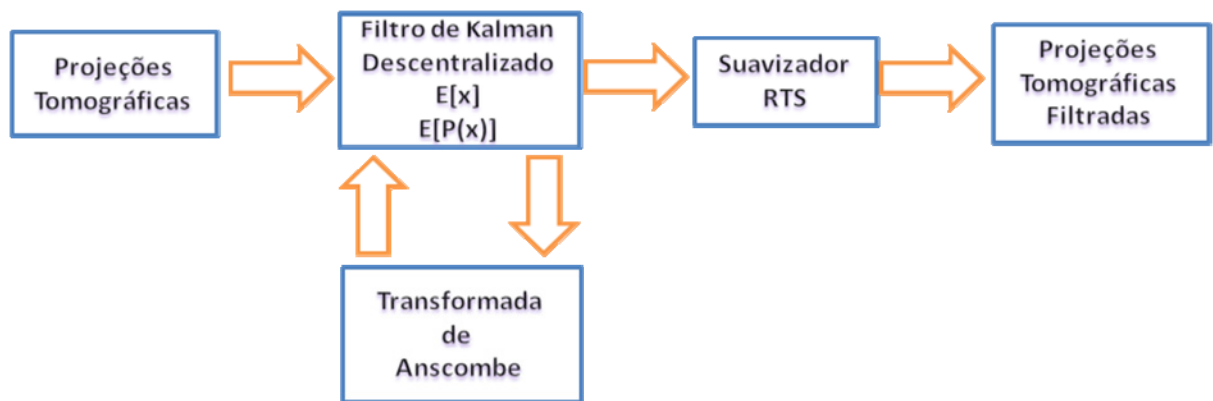 Projeções
Tomográficas
Filtro de Kalman
Descentralizado
E[x]
E[P(x)]
Suavizador
RTS
Projeções
Tomográficas
Filtradas
Transformada
de
Anscombe